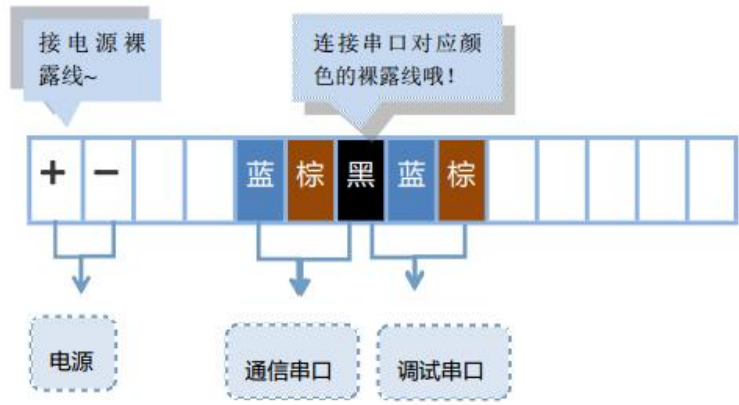 接电源裸
露线~
连接串口对应颜
色的裸露线哦！
+ - 蓝 棕 黑 蓝 棕
电源
通信串口
调试串口